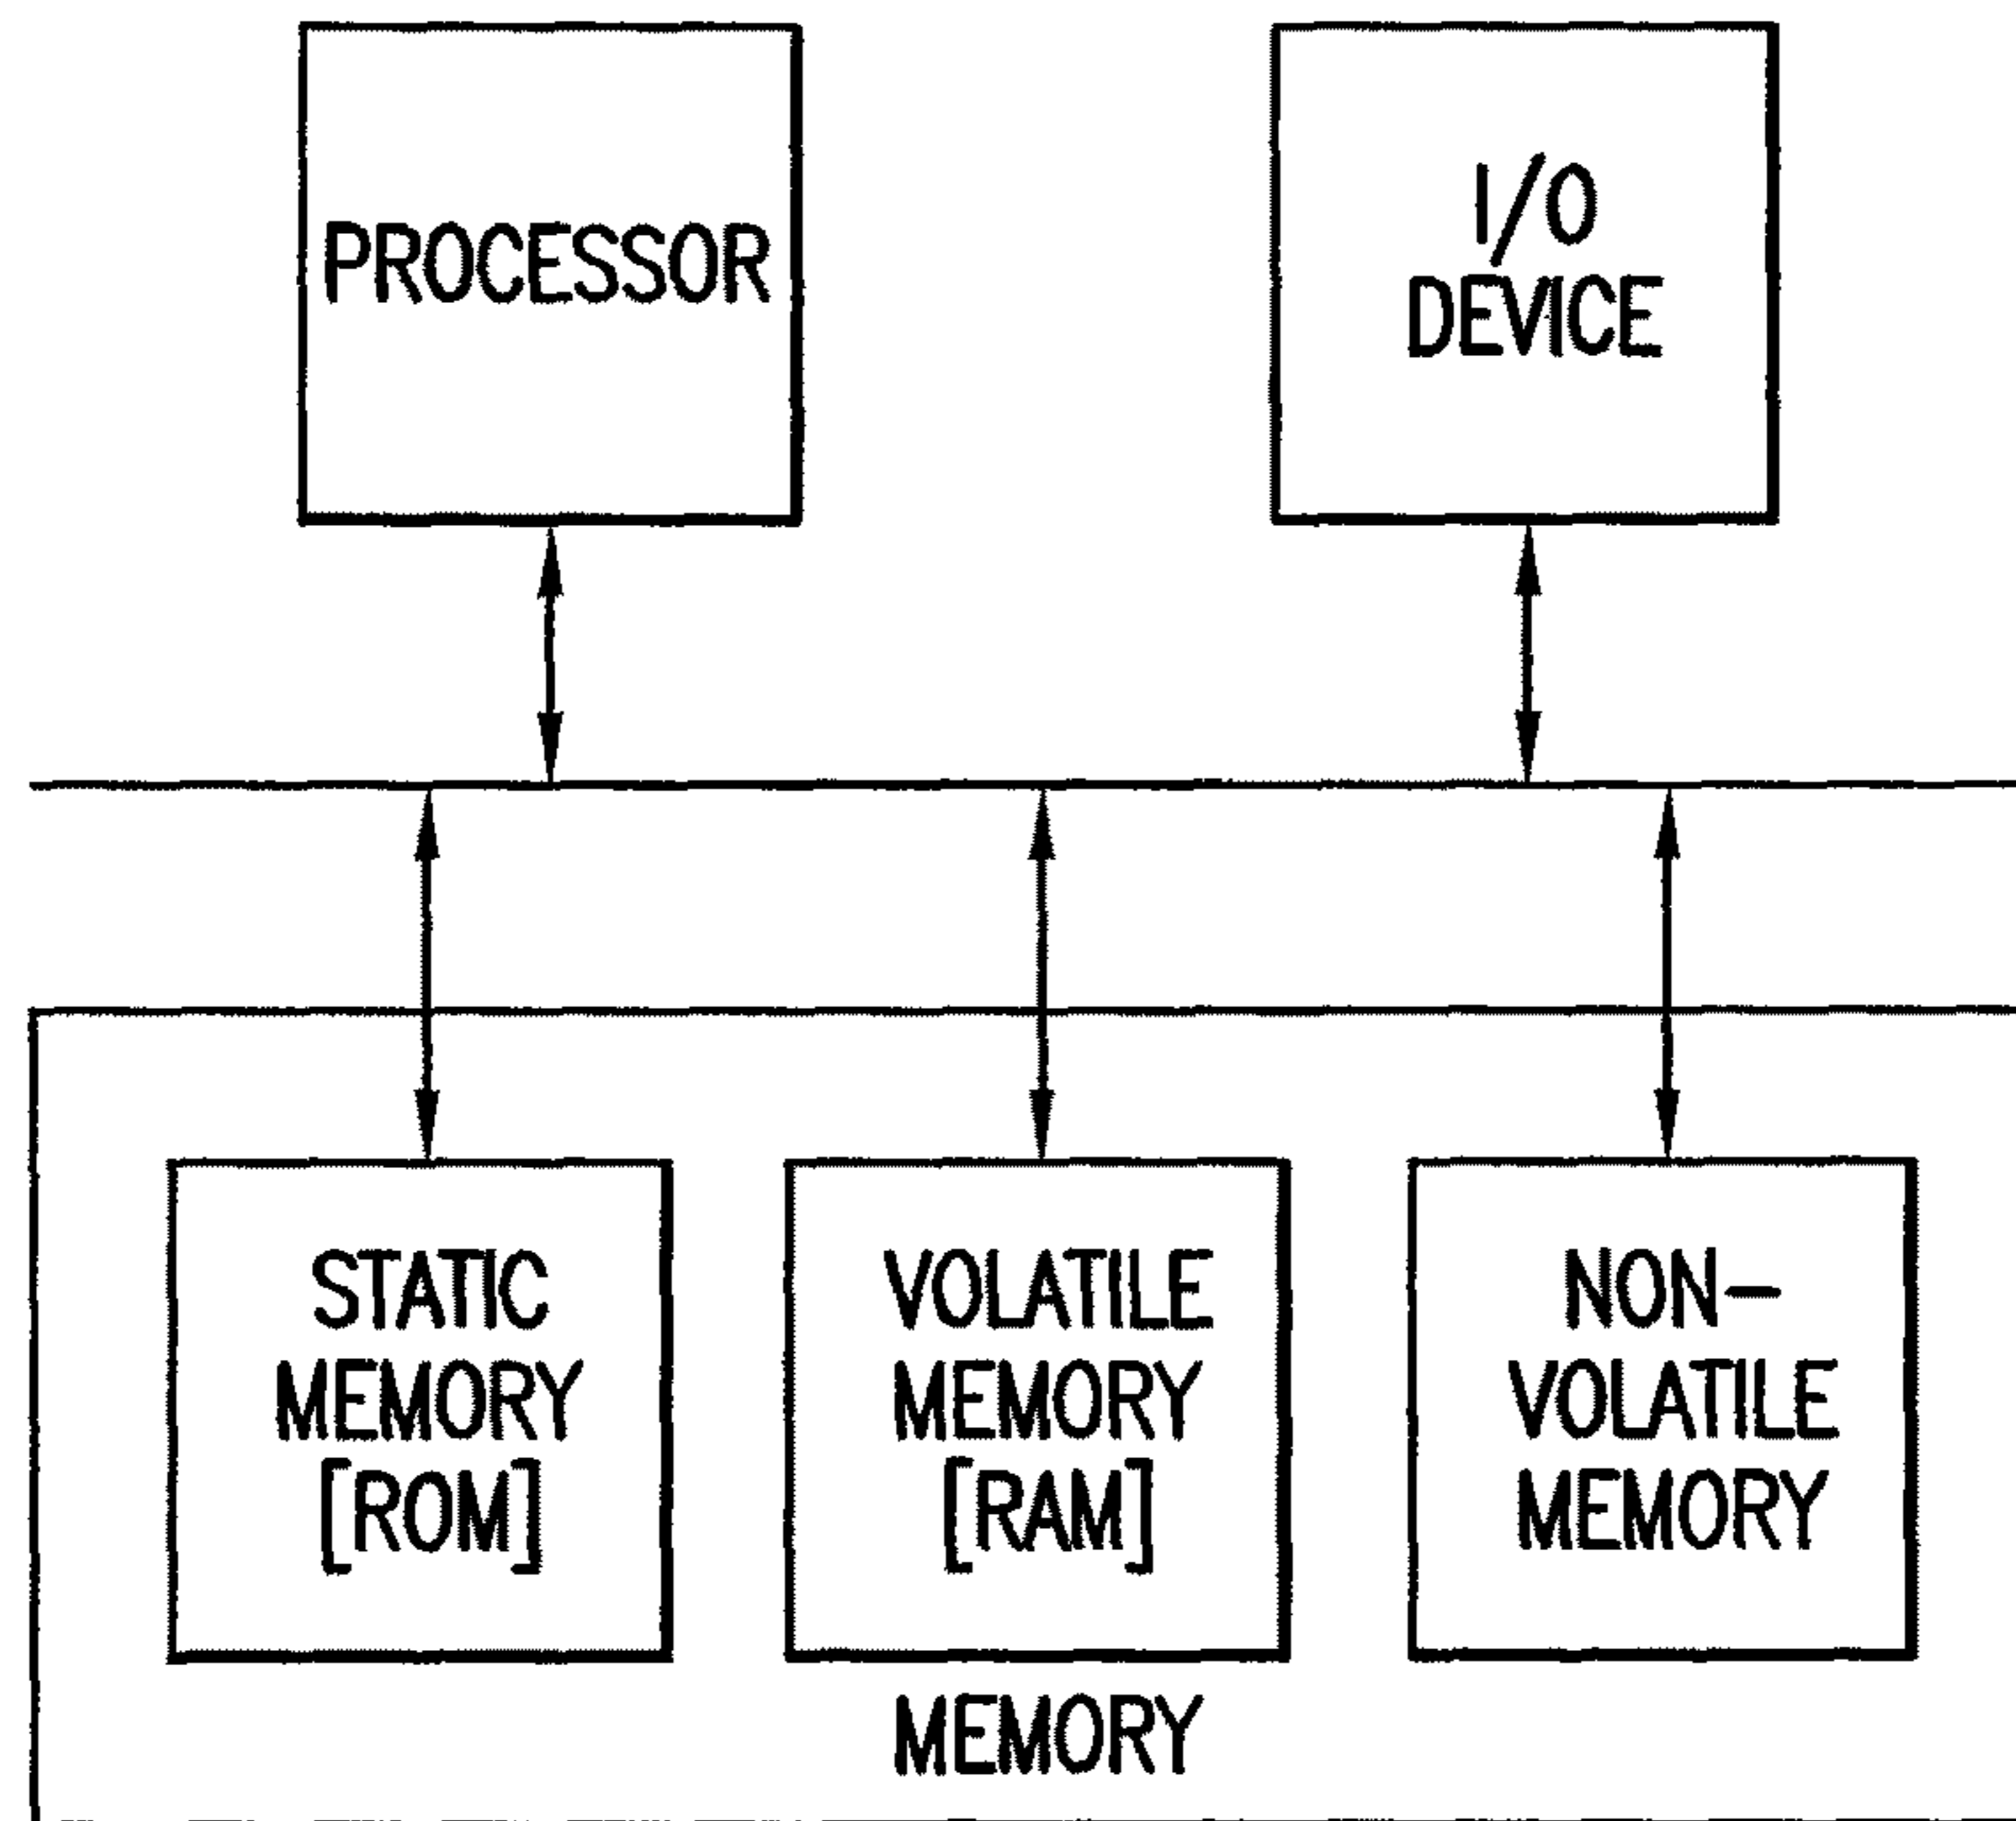 PROCESSOR
I/O
DEVICE
STATIC
MEMORY
[ROM]
VOLATILE
MEMORY
[RAM]
NON-
VOLATILE
MEMORY
MEMORY